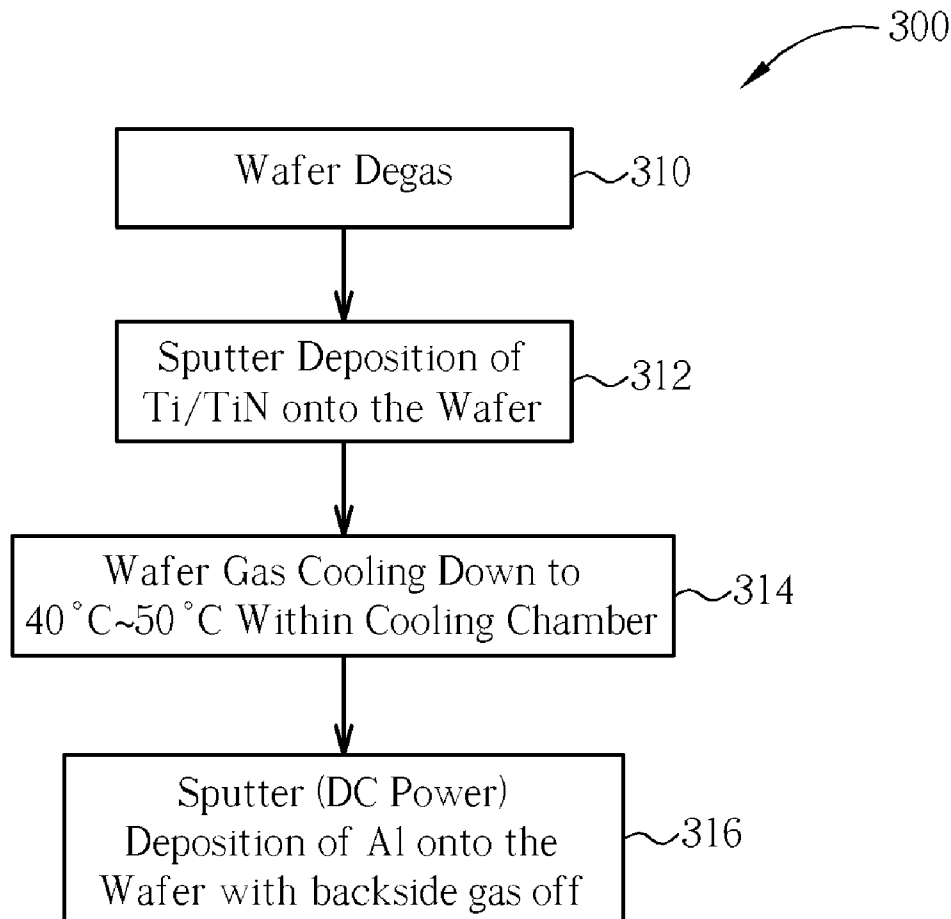 300
Wafer Degas
310
Sputter Deposition of
Ti/TiN onto the Wafer
312
Wafer Gas Cooling Down to
40°C~50°C Within Cooling Chamber
314
Sputter (DC Power)
Deposition of Al onto the
Wafer with backside gas off
316